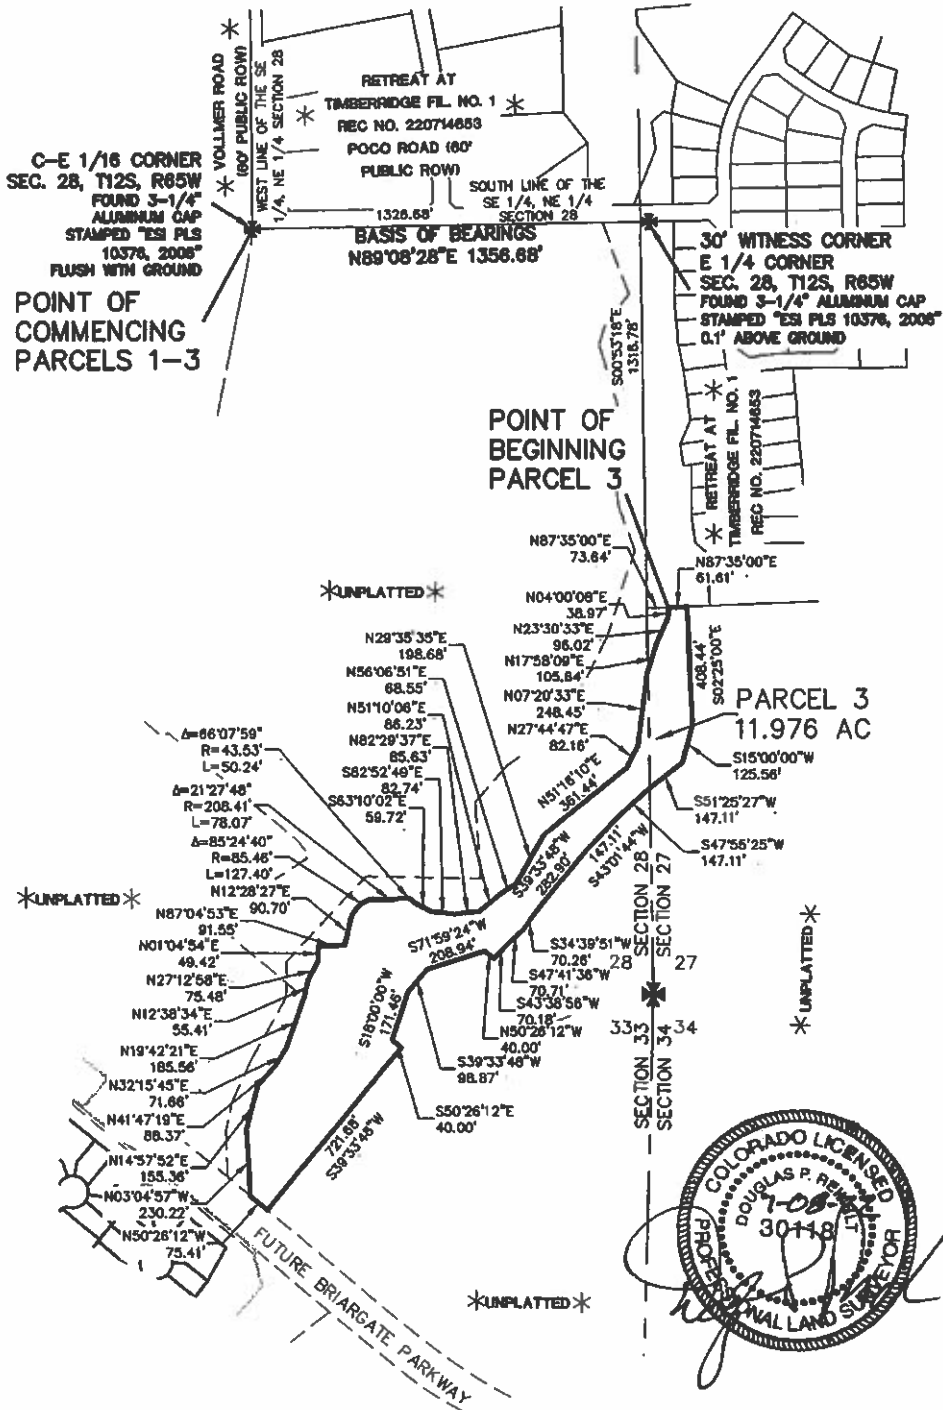 VOLLMER ROAD
(60' PUBLIC ROW)
WEST LINE OF THE SE
1/4, NE 1/4 SECTION 28
RETREAT AT
TIMBERRIDGE FIL. NO. 1
REC NO. 220714653
POCO ROAD (60'
PUBLIC ROW)
SOUTH LINE OF THE
SE 1/4, NE 1/4
SECTION 28
1326.68'
BASIS OF BEARINGS
N89°08'28"E 1356.68'
C-E 1/16 CORNER
SEC. 28, T12S, R65W
FOUND 3-1/4"
ALUMINUM CAP
STAMPED "ESI PLS
10376, 2006"
FLUSH WITH GROUND
POINT OF
COMMENCING
PARCELS 1-3
30' WITNESS CORNER
E 1/4 CORNER
SEC. 28, T12S, R65W
FOUND 3-1/4" ALUMINUM CAP
STAMPED "ESI PLS 10376, 2006"
0.1' ABOVE GROUND
S00°53'18"E
1316.78'
RETREAT AT
TIMBERRIDGE FIL. NO. 1
REC NO. 220714653
POINT OF
BEGINNING
PARCEL 3
N87°35'00"E
73.64'
N87°35'00"E
61.61'
UNPLATTED
N04°00'06"E
38.97'
N23°30'33"E
96.02'
N17°58'09"E
105.84'
N07°20'33"E
248.45'
N27°44'47"E
82.16'
408.44'
S02°25'00"E
PARCEL 3
11.976 AC
N29°35'35"E
198.68'
N56°06'51"E
68.55'
N51°10'06"E
86.23'
N82°29'37"E
85.63'
S82°52'49"E
82.74'
S63°10'02"E
59.72'
N51°16'10"E
361.44'
S15°00'00"W
125.56'
S51°25'27"W
147.11'
S47°55'25"W
147.11'
147.11'
S43°01'44"W
S39°33'48"W
282.90'
Δ=66°07'59"
R=43.53'
L=50.24'
Δ=21°27'48"
R=208.41'
L=78.07'
Δ=85°24'40"
R=85.46'
L=127.40'
N12°28'27"E
90.70'
UNPLATTED
N87°04'53"E
91.55'
N01°04'54"E
49.42'
N27°12'58"E
75.48'
N12°38'34"E
55.41'
N19°42'21"E
185.56'
N32°15'45"E
71.66'
N41°47'19"E
88.37'
N14°57'52"E
155.36'
N03°04'57"W
230.22'
N50°26'12"W
75.41'
S71°59'24"W
208.94'
S18°00'00"W
171.46'
S34°39'51"W
70.26'
S47°41'36"W
70.71'
S43°38'56"W
70.18'
N50°26'12"W
40.00'
S39°33'48"W
98.87'
S50°26'12"E
40.00'
721.68'
S39°33'48"W
SECTION 28
SECTION 27
28
27
33
34
SECTION 33
SECTION 34
UNPLATTED
UNPLATTED
FUTURE BRIARGATE PARKWAY
COLORADO LICENSED
DOUGLAS P. REINELT
30118
PROFESSIONAL LAND SURVEYOR